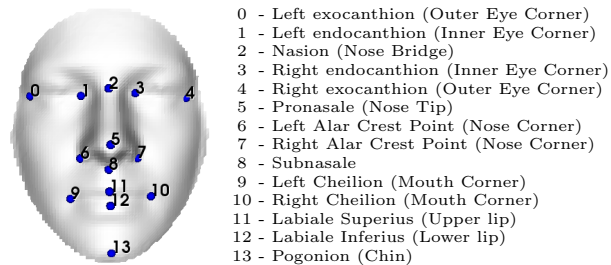 0 - Left exocanthion (Outer Eye Corner)
1 - Left endocanthion (Inner Eye Corner)
2 - Nasion (Nose Bridge)
3 - Right endocanthion (Inner Eye Corner)
4 - Right exocanthion (Outer Eye Corner)
5 - Pronasale (Nose Tip)
6 - Left Alar Crest Point (Nose Corner)
7 - Right Alar Crest Point (Nose Corner)
8 - Subnasale
9 - Left Cheilion (Mouth Corner)
10 - Right Cheilion (Mouth Corner)
11 - Labiale Superius (Upper lip)
12 - Labiale Inferius (Lower lip)
13 - Pogonion (Chin)
0 1 2 3 4
5
6 7
8
9 11 10
12
13